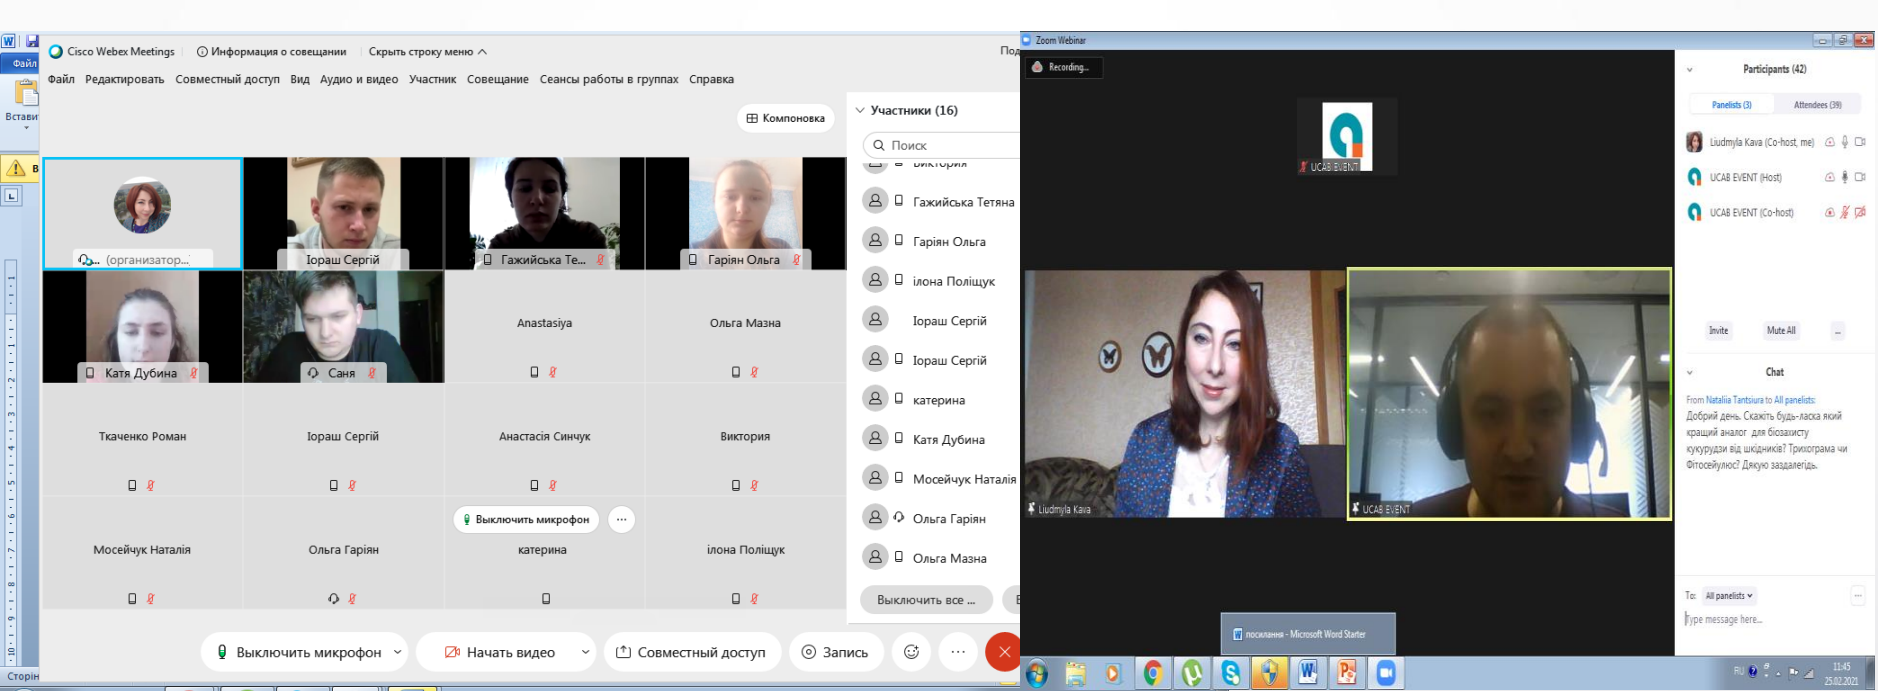 Cisco Webex Meetings
Информация о совещании
Скрыть строку меню
Файл Редактировать Совместный доступ Вид Аудио и видео Участник Совещание Сеансы работы в группах Справка
Файл
Компоновка
Участники (16)
Поиск
Виктория
Гажийська Тетяна
Гаріян Ольга
ілона Поліщук
Іораш Сергій
Іораш Сергій
катерина
Катя Дубина
Мосейчук Наталія
Ольга Гаріян
Ольга Мазна
Выключить все ...
... (организатор...
Іораш Сергій
Гажийська Те...
Гаріян Ольга
Катя Дубина
Саня
Anastasiya
Ольга Мазна
Ткаченко Роман
Іораш Сергій
Анастасія Синчук
Виктория
Выключить микрофон
Мосейчук Наталія
Ольга Гаріян
катерина
ілона Поліщук
Выключить микрофон
Начать видео
Совместный доступ
Запись
Zoom Webinar
Recording...
UCAB EVENT
Liudmyla Kava
UCAB EVENT
Participants (42)
Panelists (3)
Attendees (39)
Liudmyla Kava (Co-host, me)
UCAB EVENT (Host)
UCAB EVENT (Co-host)
Invite
Mute All
...
Chat
From Nataliia Tantsiura to All panelists:
Добрий день. Скажіть будь-ласка який
кращий аналог для біозахисту
кукурудзи від шкідників? Трихограма чи
Фітосейулюс? Дякую заздалегідь.
To: All panelists
Type message here...
посилання - Microsoft Word Starter
RU
11:45
25.02.2021